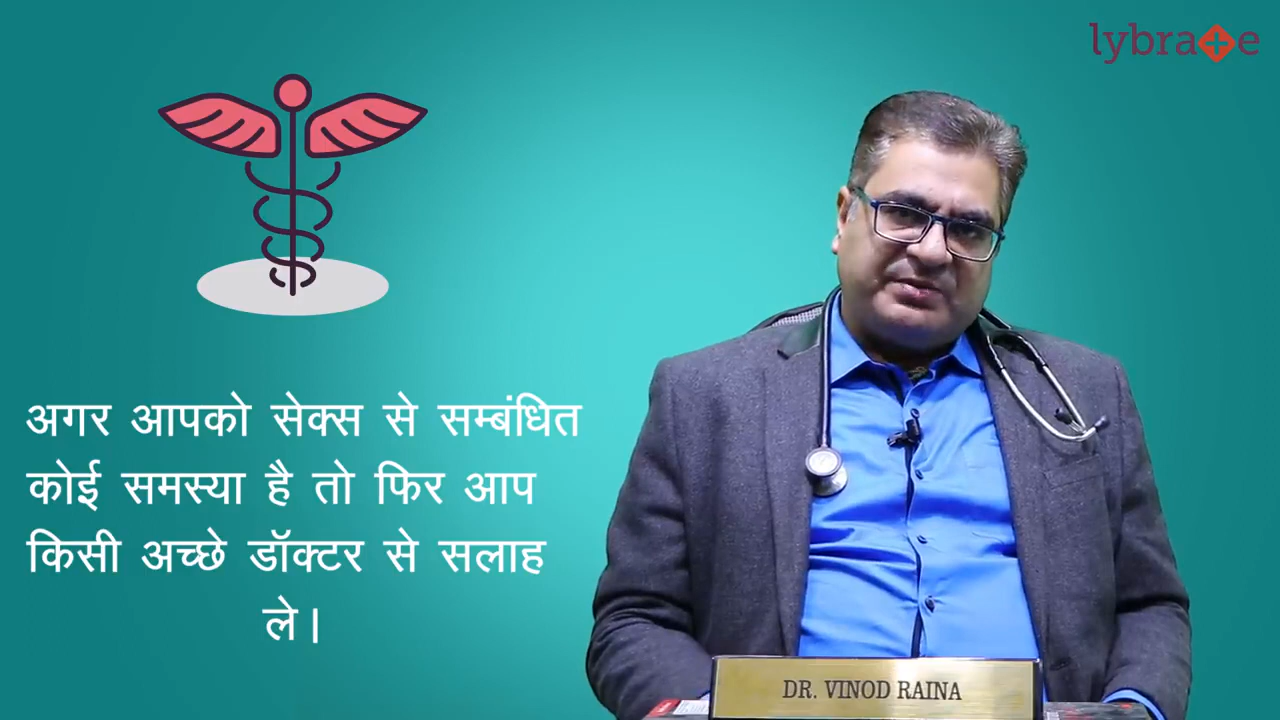 lybrate
अगर आपको सेक्स से सम्बंधित
कोई समस्या है तो फिर आप
किसी अच्छे डॉक्टर से सलाह
ले।
DR. VINOD RAINA